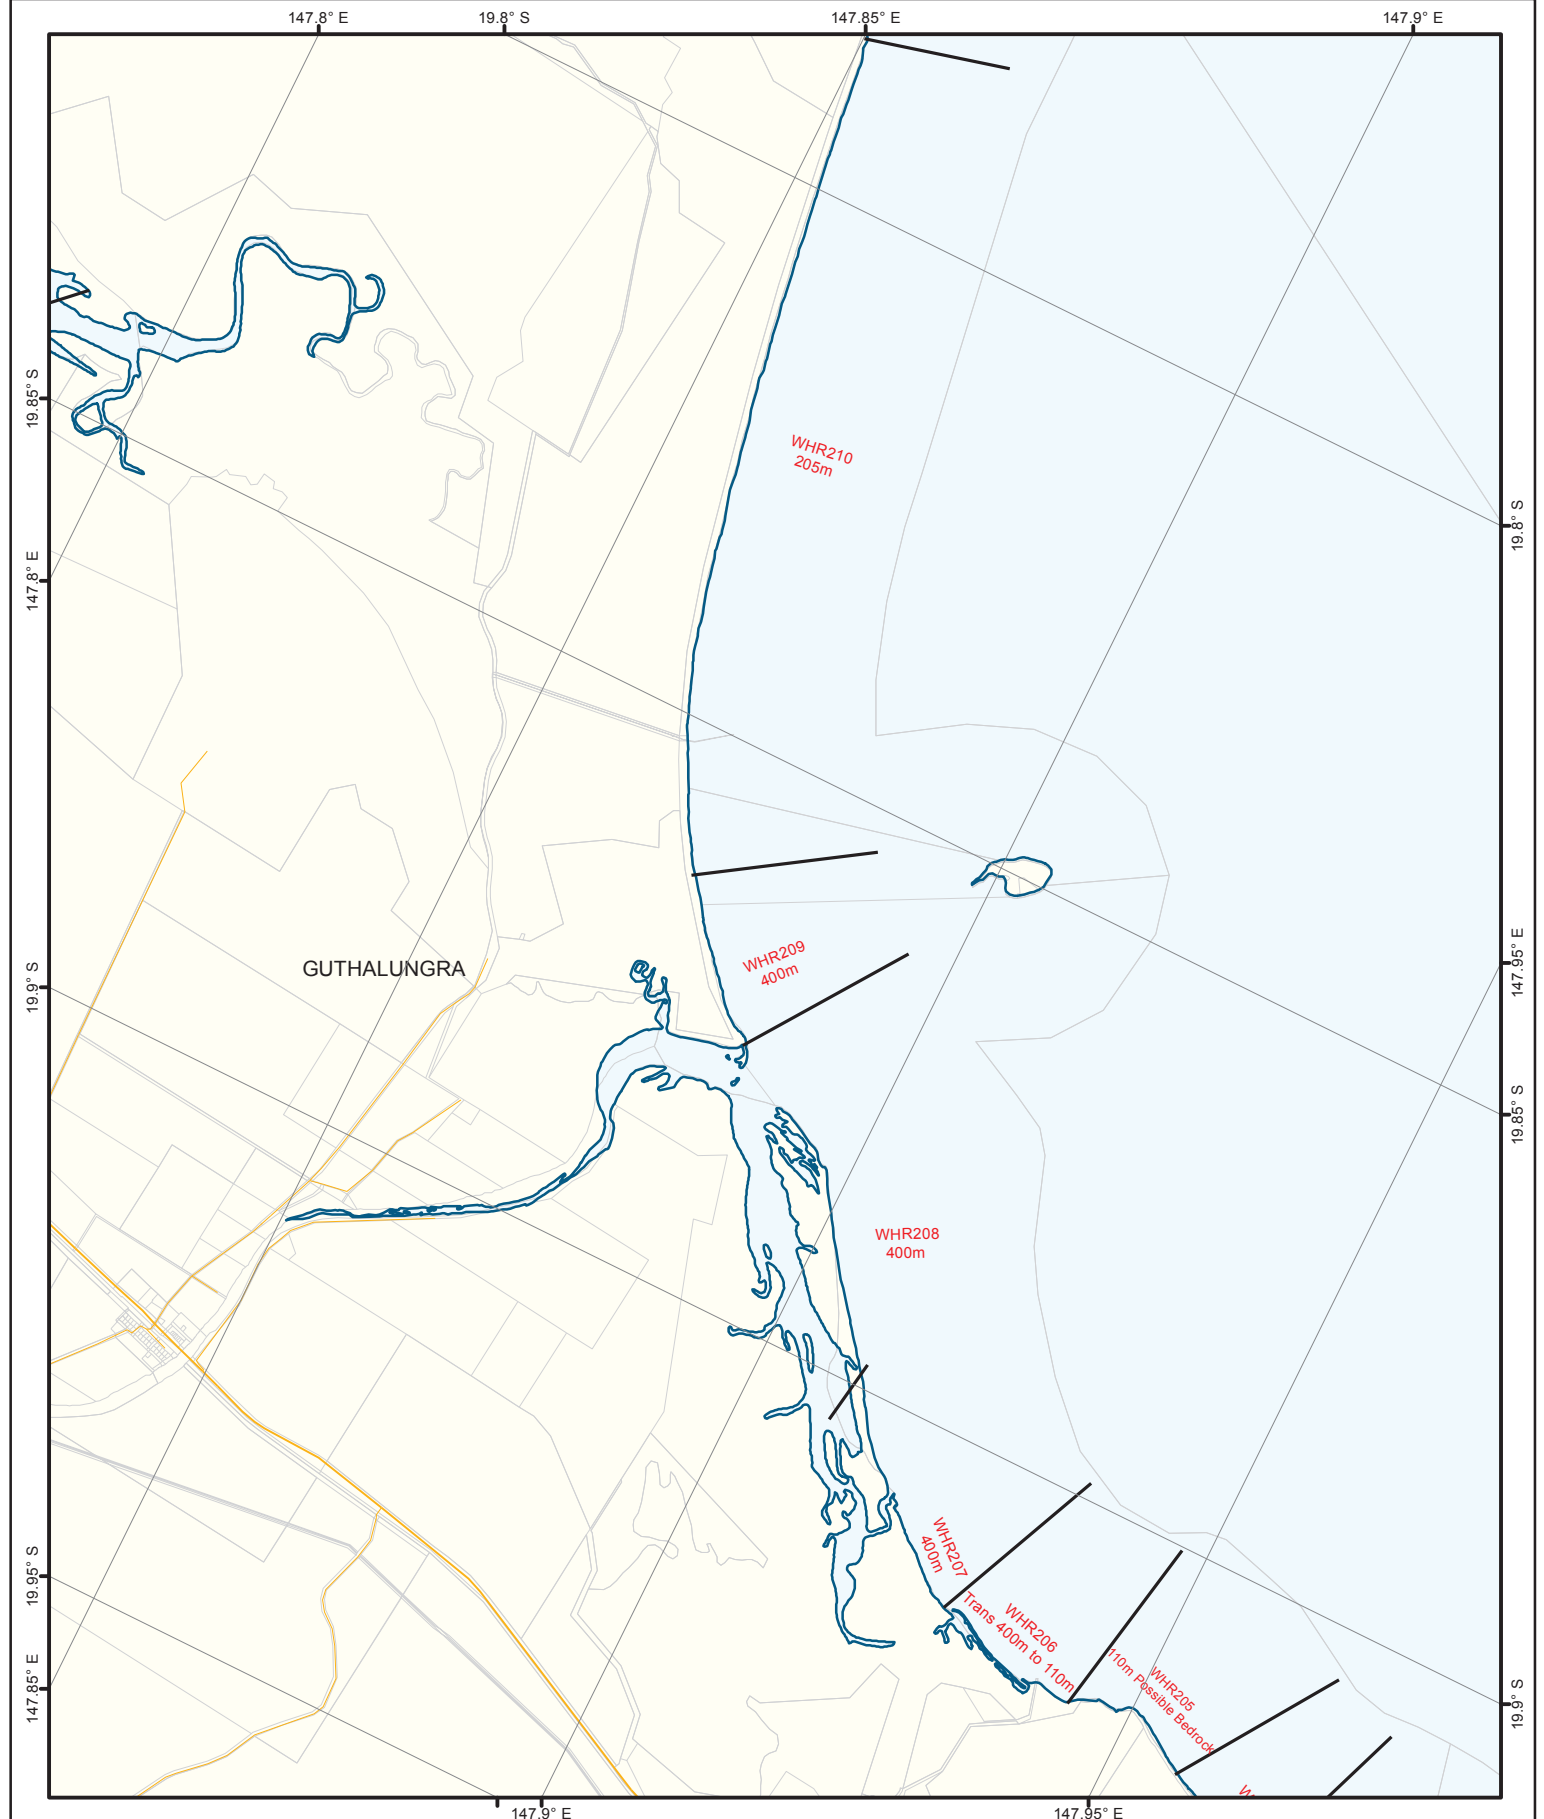 147.8° E
19.8° S
147.85° E
147.9° E
19.85° S
WHR210
205m
19.8° S
147.8° E
WHR209
400m
147.95° E
GUTHALUNGRA
19.9° S
19.85° S
WHR208
400m
WHR207
400m
19.95° S
WHR206
Trans 400m to 110m
WHR205
110m Possible Bedrock
147.85° E
19.9° S
147.9° E
147.95° E